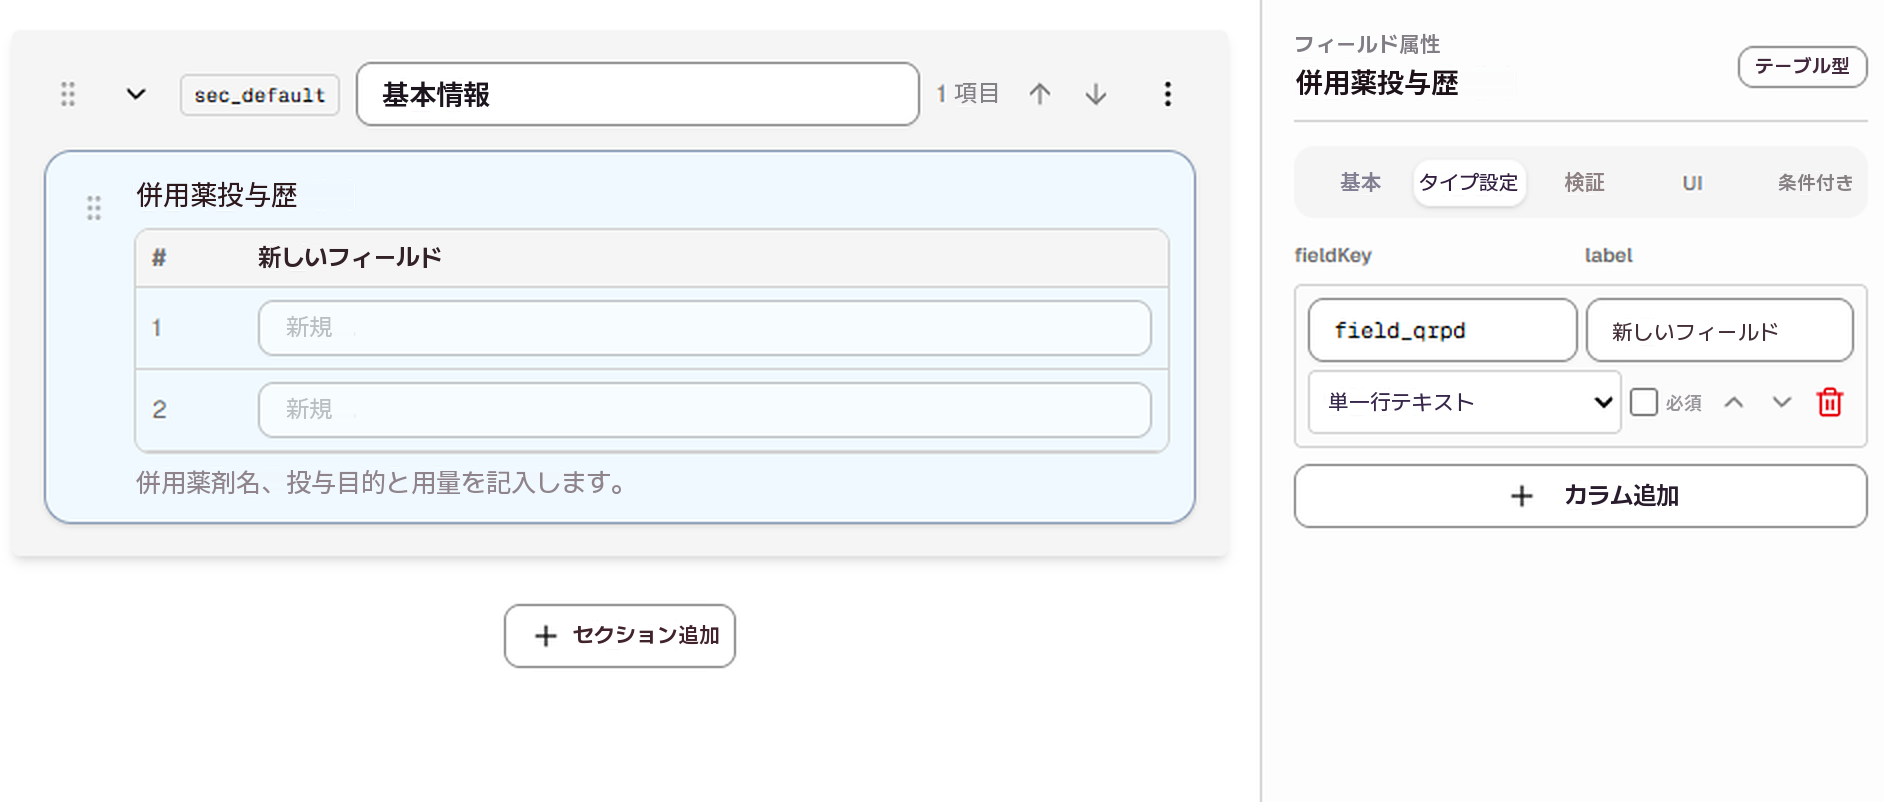 sec_default
基本情報
1 項目
併用薬投与歴
# 新しいフィールド
1 新規
2 新規
併用薬剤名、投与目的と用量を記入します。
セクション追加
フィールド属性
併用薬投与歴
テーブル型
基本 タイプ設定 検証 UI 条件付き
fieldKey label
field_qrpd 新しいフィールド
単一行テキスト 必須
カラム追加